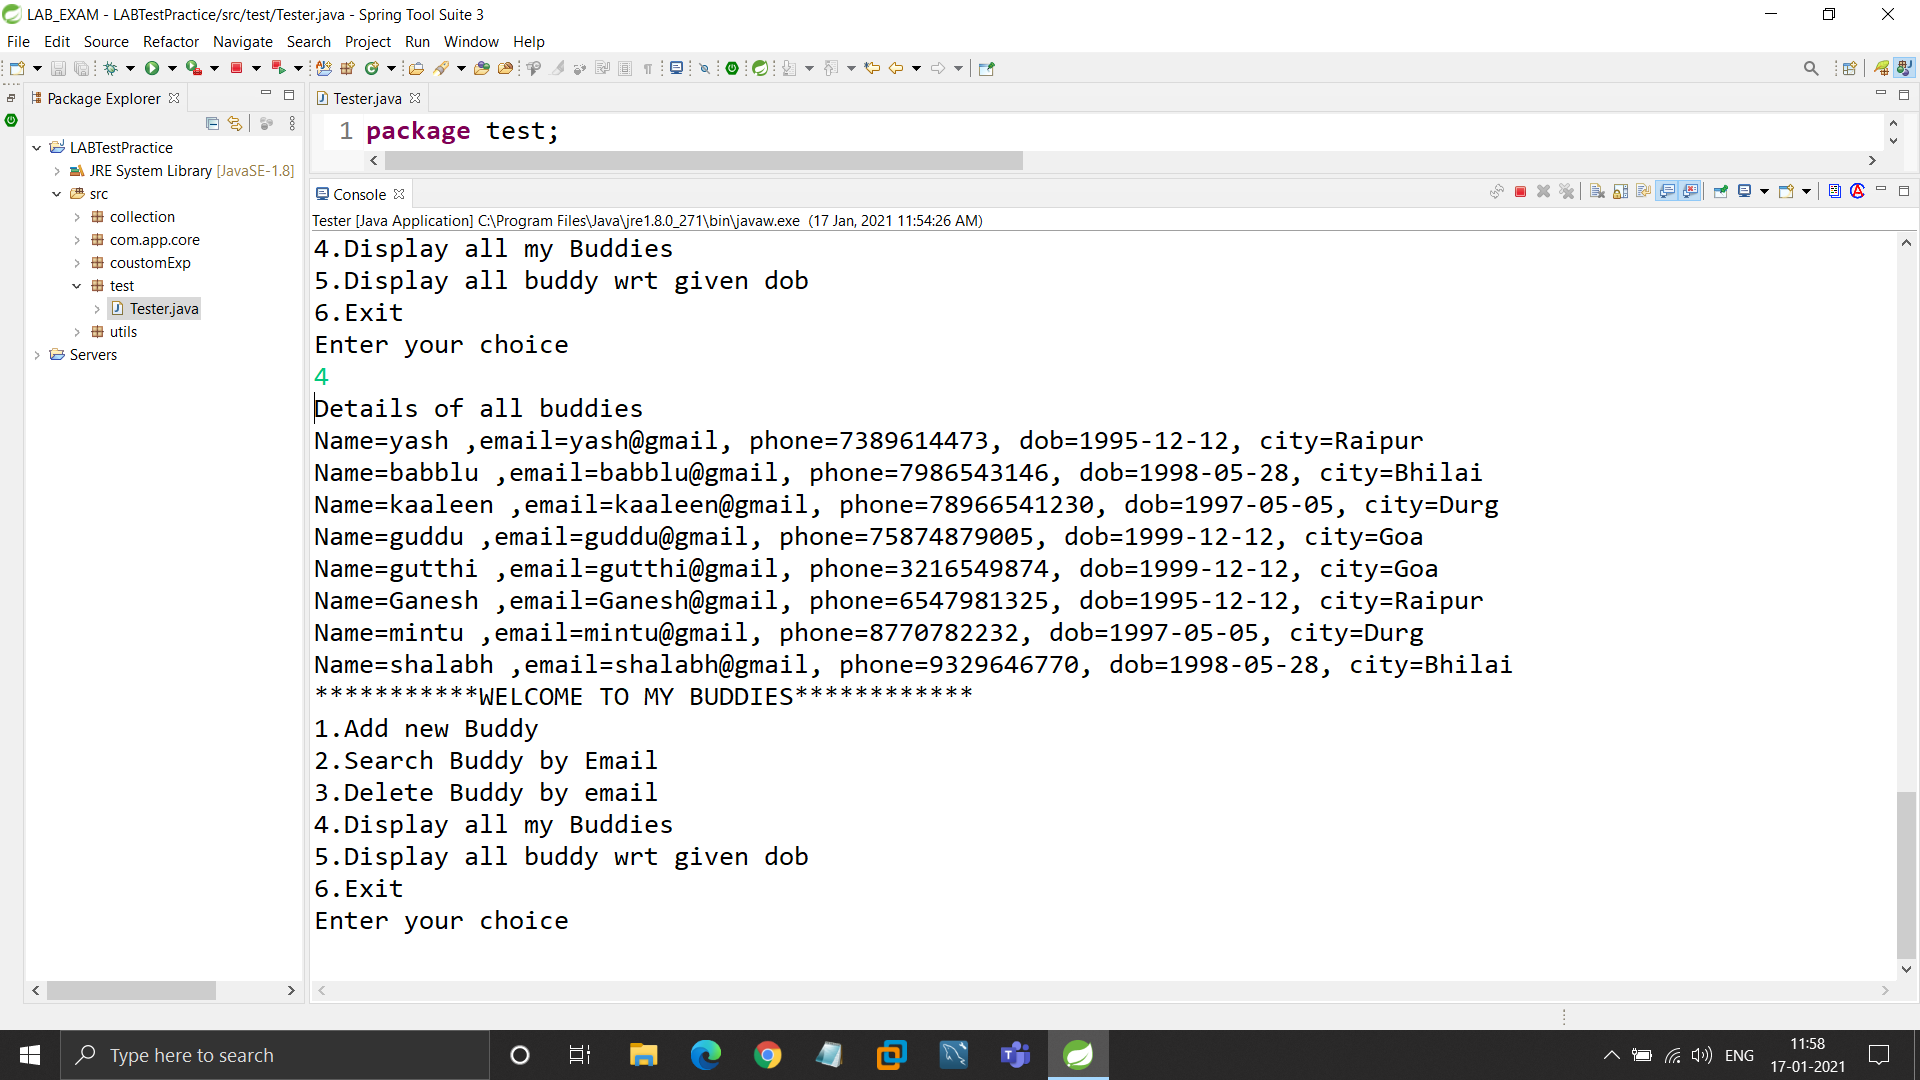 LAB_EXAM - LABTestPractice/src/test/Tester.java - Spring Tool Suite 3
File Edit Source Refactor Navigate Search Project Run Window Help
Package Explorer
LABTestPractice
JRE System Library [JavaSE-1.8]
src
collection
com.app.core
coustomExp
test
Tester.java
utils
Servers
Tester.java
1 package test;
Console
Tester [Java Application] C:\Program Files\Java\jre1.8.0_271\bin\javaw.exe (17 Jan, 2021 11:54:26 AM)
4.Display all my Buddies
5.Display all buddy wrt given dob
6.Exit
Enter your choice
4
Details of all buddies
Name=yash ,email=yash@gmail, phone=7389614473, dob=1995-12-12, city=Raipur
Name=babblu ,email=babblu@gmail, phone=7986543146, dob=1998-05-28, city=Bhilai
Name=kaaleen ,email=kaaleen@gmail, phone=78966541230, dob=1997-05-05, city=Durg
Name=guddu ,email=guddu@gmail, phone=75874879005, dob=1999-12-12, city=Goa
Name=gutthi ,email=gutthi@gmail, phone=3216549874, dob=1999-12-12, city=Goa
Name=Ganesh ,email=Ganesh@gmail, phone=6547981325, dob=1995-12-12, city=Raipur
Name=mintu ,email=mintu@gmail, phone=8770782232, dob=1997-05-05, city=Durg
Name=shalabh ,email=shalabh@gmail, phone=9329646770, dob=1998-05-28, city=Bhilai
***********WELCOME TO MY BUDDIES************
1.Add new Buddy
2.Search Buddy by Email
3.Delete Buddy by email
4.Display all my Buddies
5.Display all buddy wrt given dob
6.Exit
Enter your choice
Type here to search
ENG
11:58
17-01-2021